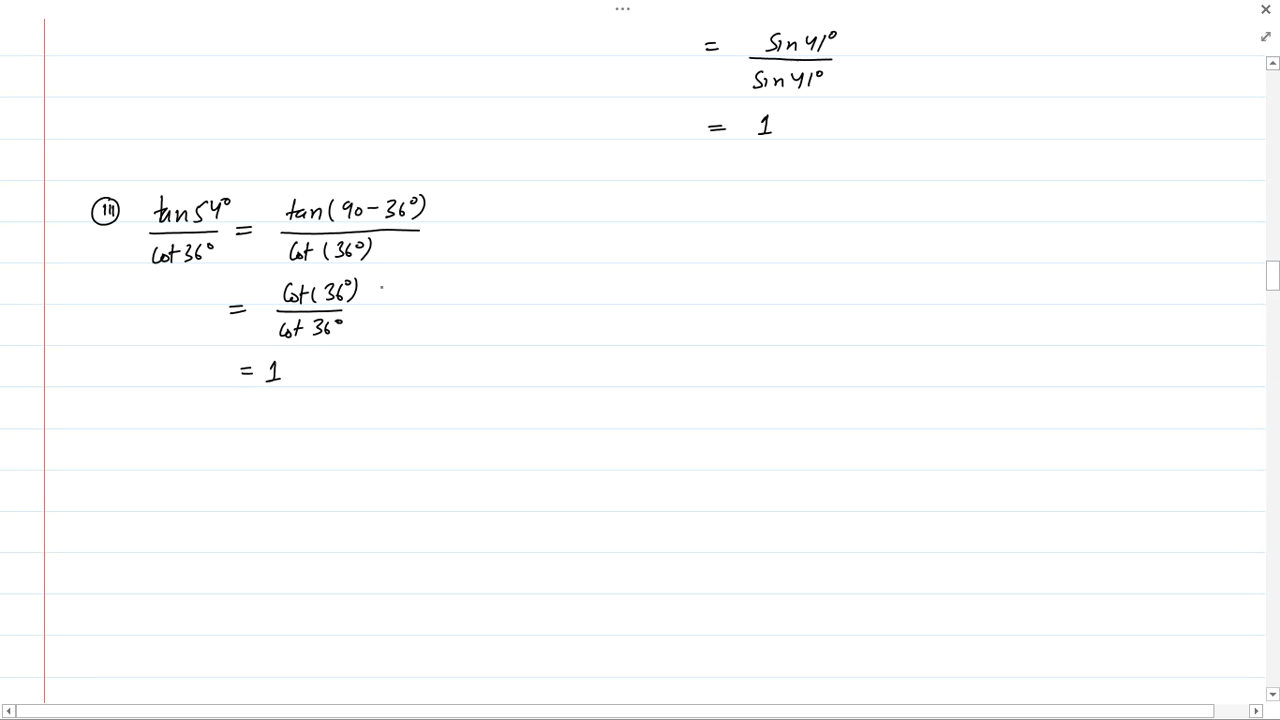 = sin 41° / sin 41°
= 1
(iii) tan 54° / cot 36° = tan(90 - 36°) / cot (36°)
= cot(36°) / cot 36°
= 1